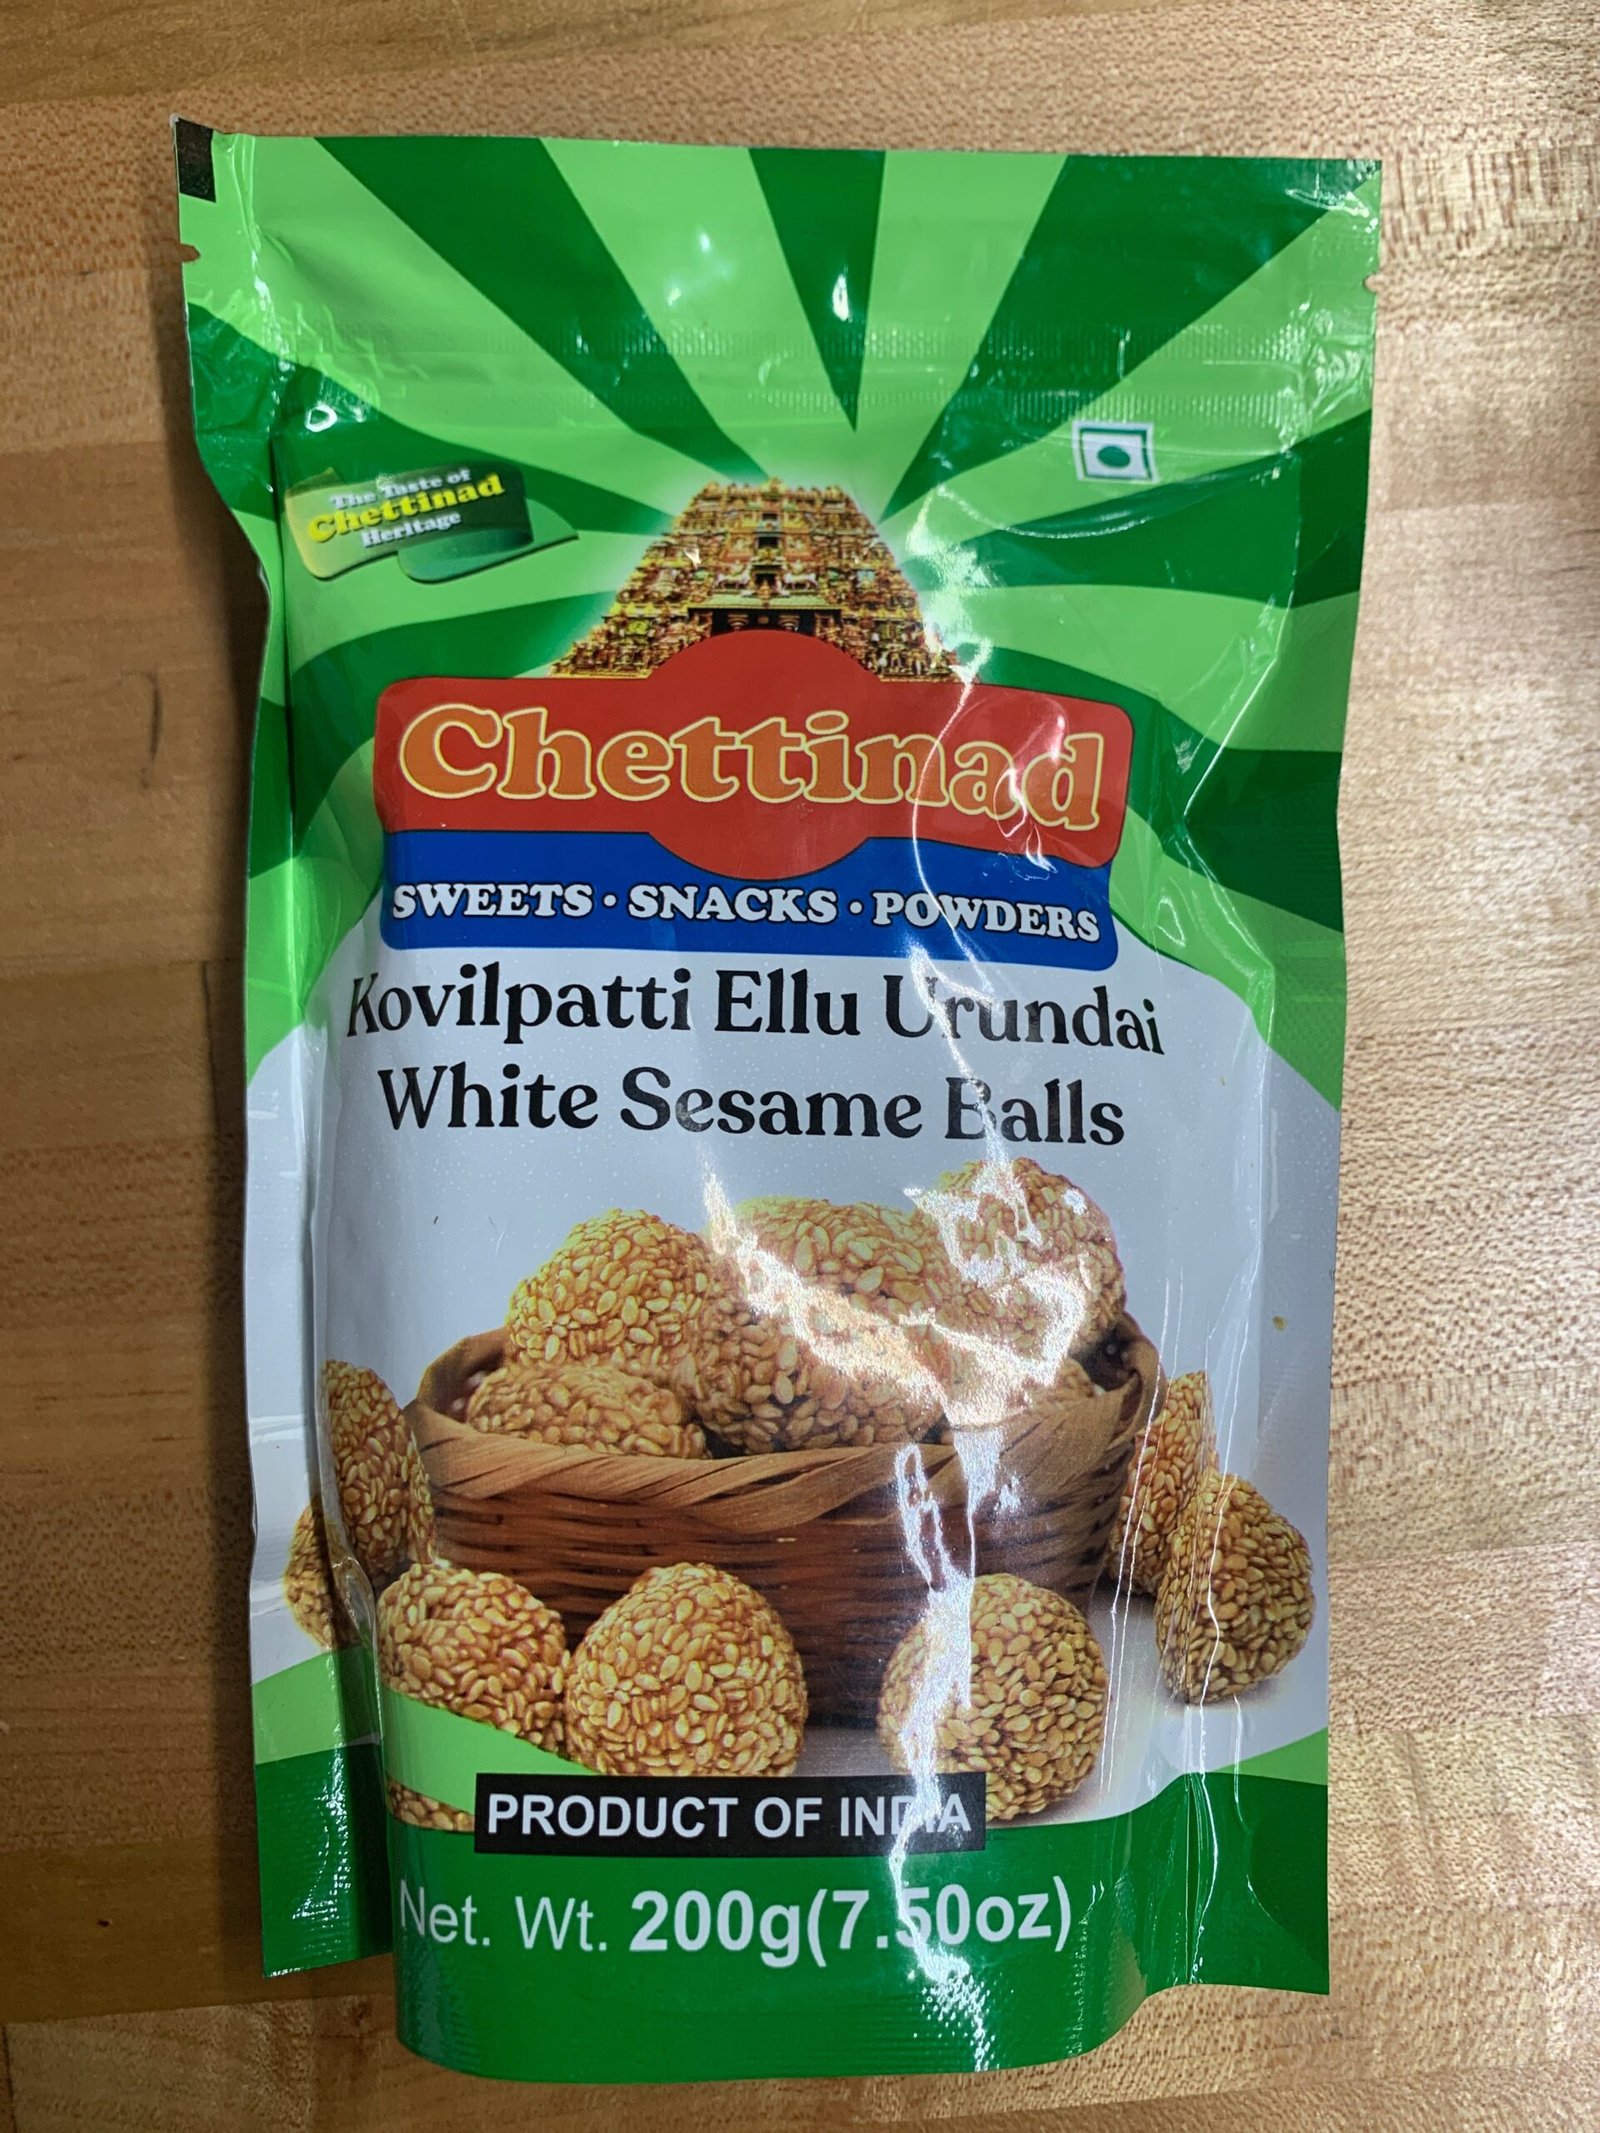 The Taste of
Chettinad
Heritage
Chettinad
SWEETS • SNACKS • POWDERS
Kovilpatti Ellu Urundai
White Sesame Balls
PRODUCT OF INDIA
Net. Wt. 200g(7.50oz)